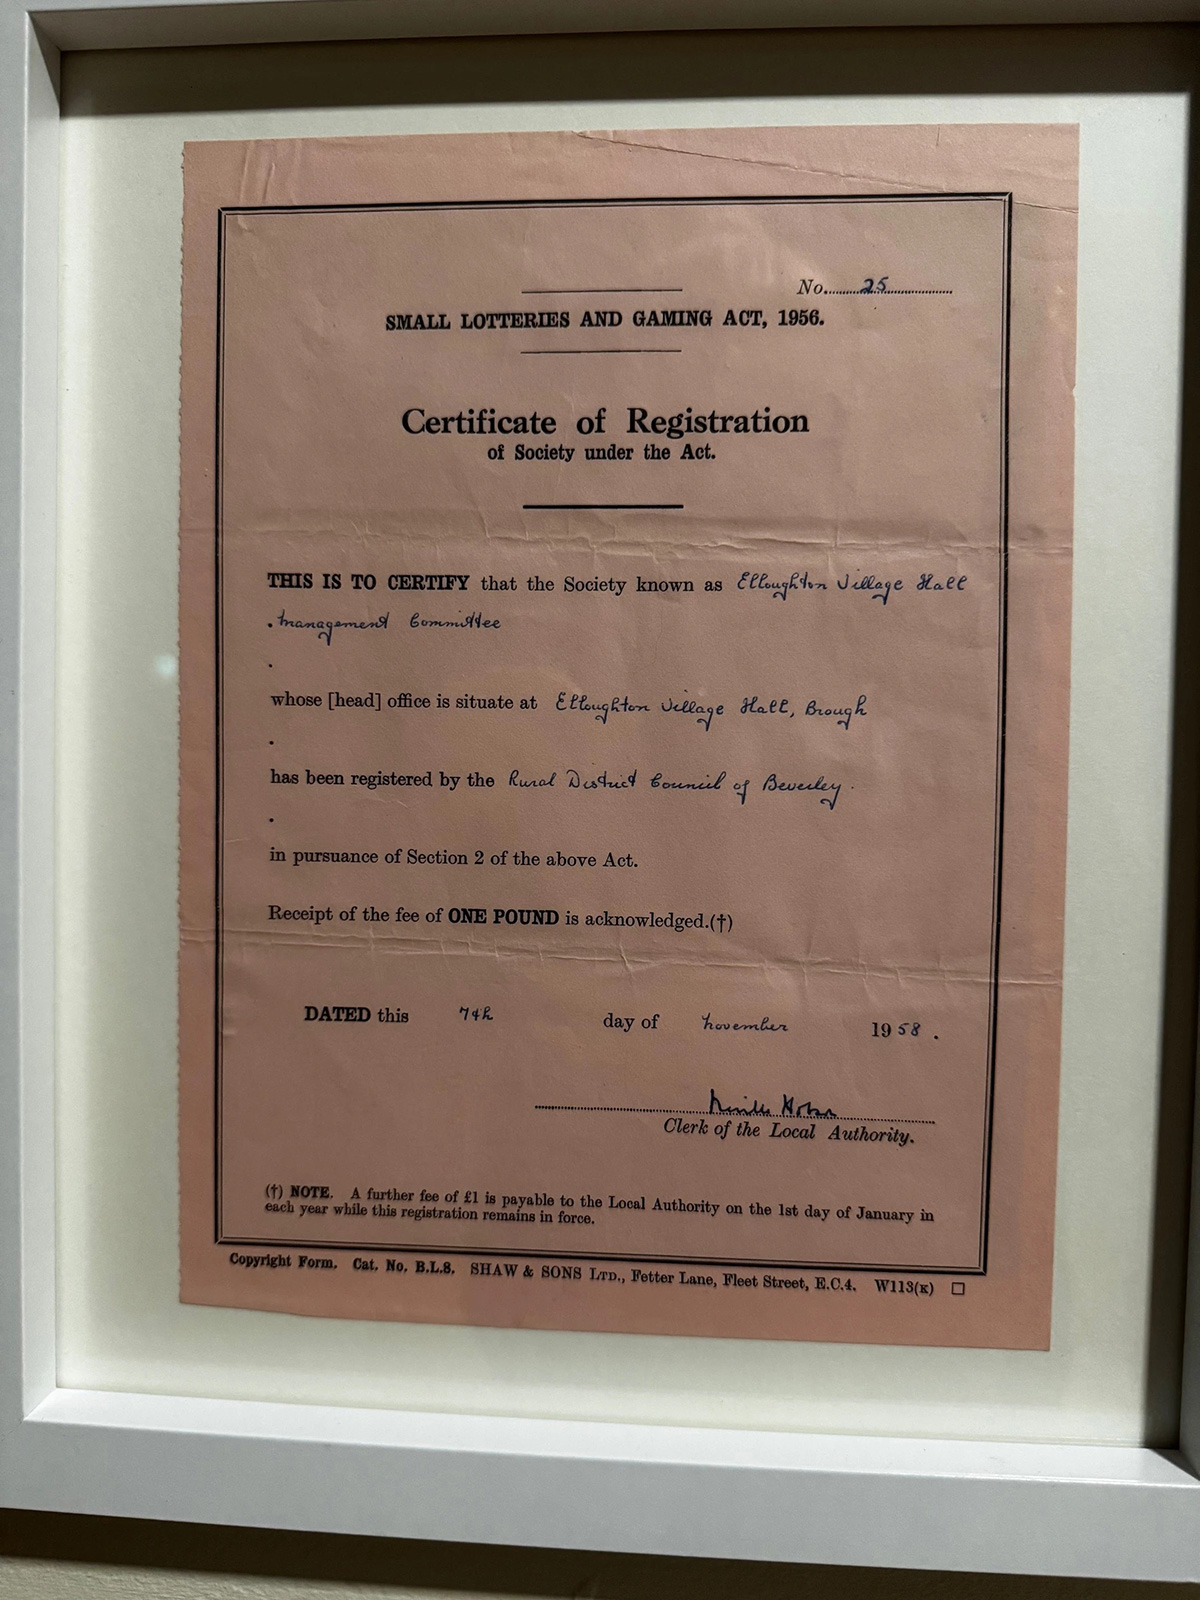 No. 25
SMALL LOTTERIES AND GAMING ACT, 1956.
Certificate of Registration
of Society under the Act.
THIS IS TO CERTIFY that the Society known as Elloughton Village Hall
Management Committee
whose [head] office is situate at Elloughton Village Hall, Brough
has been registered by the Rural District Council of Beverley.
in pursuance of Section 2 of the above Act.
Receipt of the fee of ONE POUND is acknowledged.(†)
DATED this 7th day of November 1958.
Neville Hobson
Clerk of the Local Authority.
(†) NOTE. A further fee of £1 is payable to the Local Authority on the 1st day of January in
each year while this registration remains in force.
Copyright Form. Cat. No. B.L.8. SHAW & SONS LTD., Fetter Lane, Fleet Street, E.C.4. W113(K)